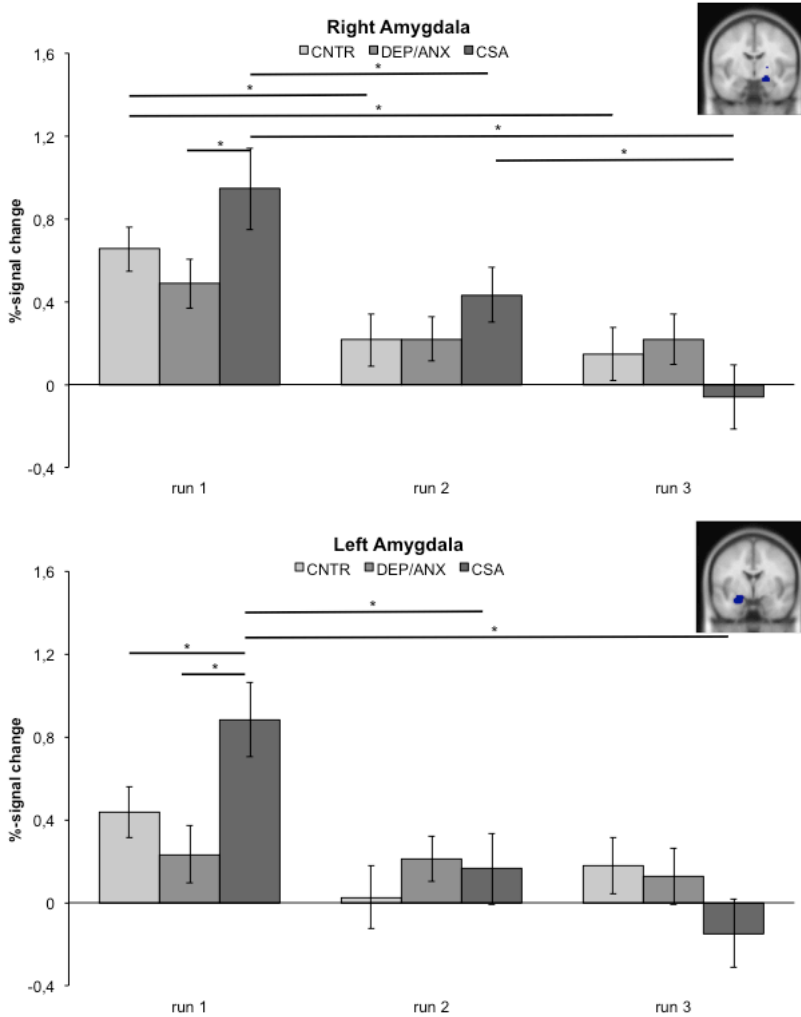 Right Amygdala
CNTR DEP/ANX CSA
1,6
*
*
*
1,2
*
*
*
0,8
%-signal change
0,4
0
-0,4
run 1 run 2 run 3
Left Amygdala
CNTR DEP/ANX CSA
1,6
*
*
1,2
*
*
0,8
%-signal change
0,4
0
-0,4
run 1 run 2 run 3